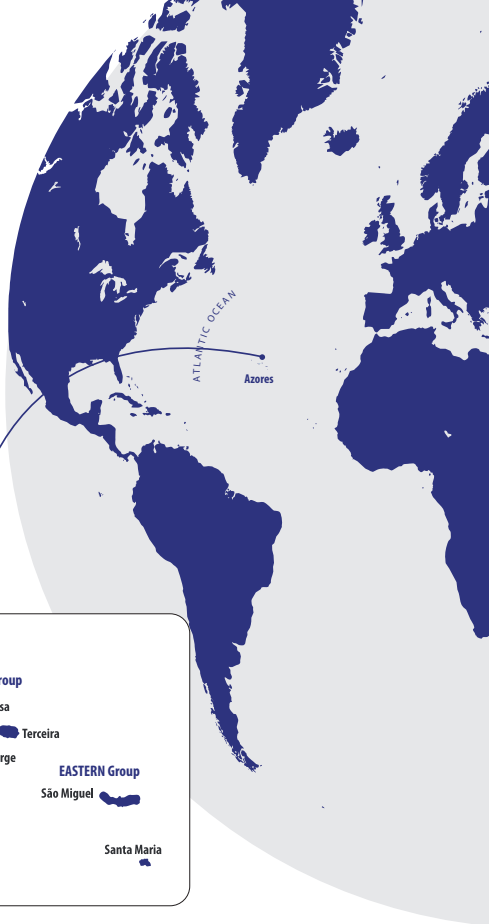 ATLANTIC OCEAN
Azores
roup
sa
Terceira
rge
EASTERN Group
São Miguel
Santa Maria